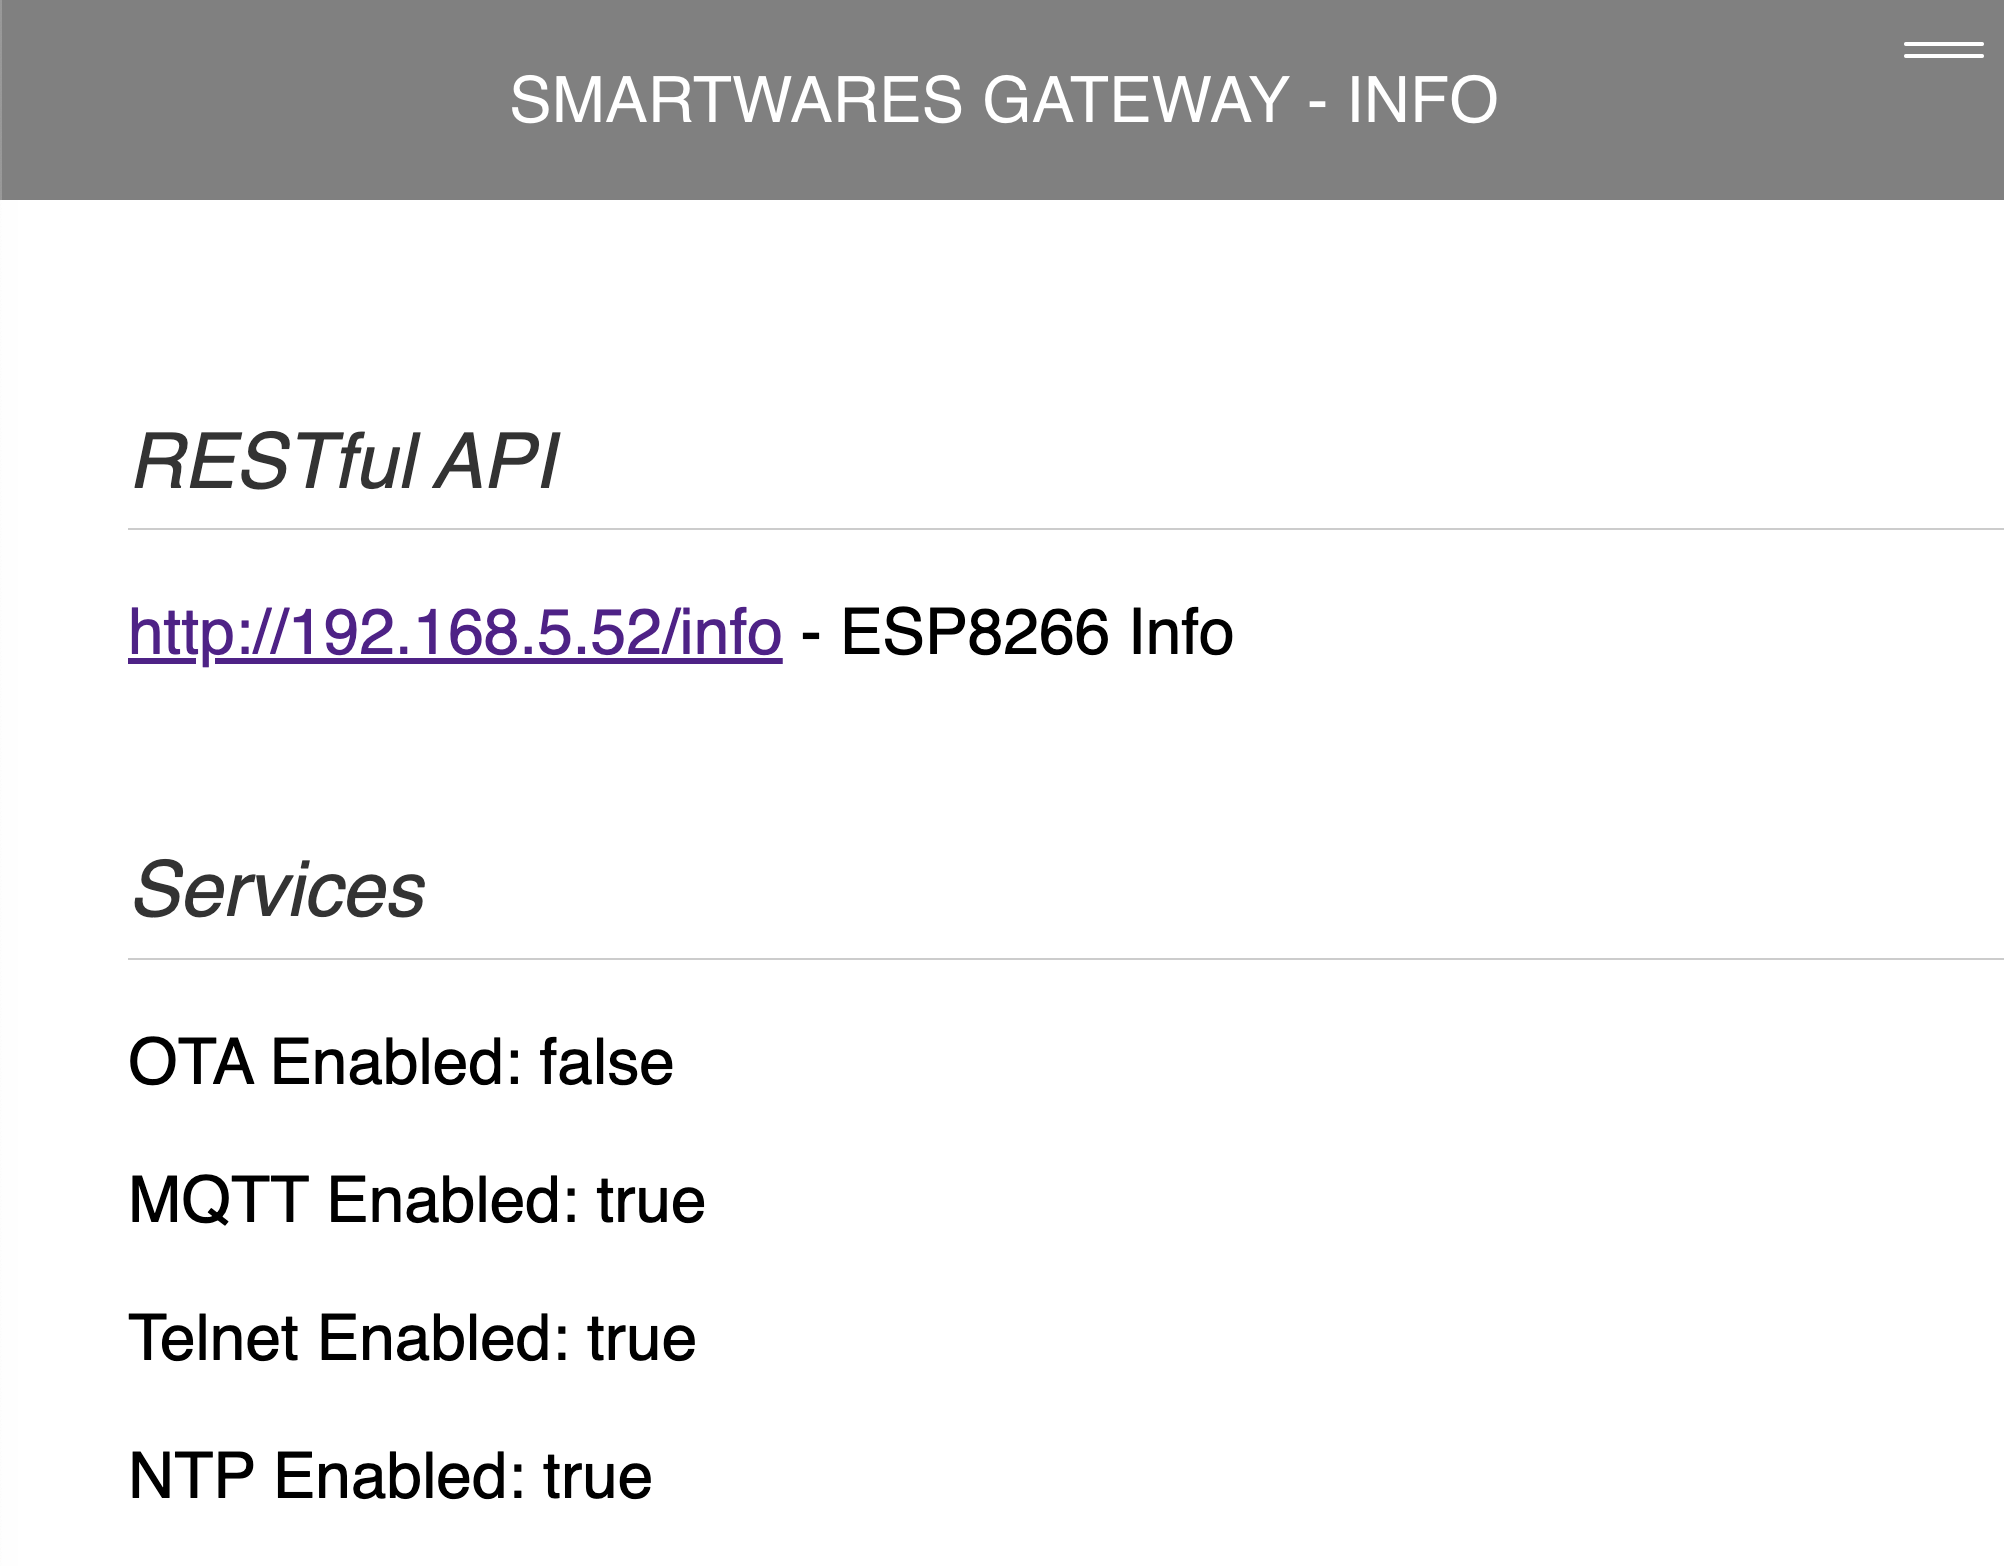 SMARTWARES GATEWAY - INFO
RESTful API
http://192.168.5.52/info - ESP8266 Info
Services
OTA Enabled: false
MQTT Enabled: true
Telnet Enabled: true
NTP Enabled: true